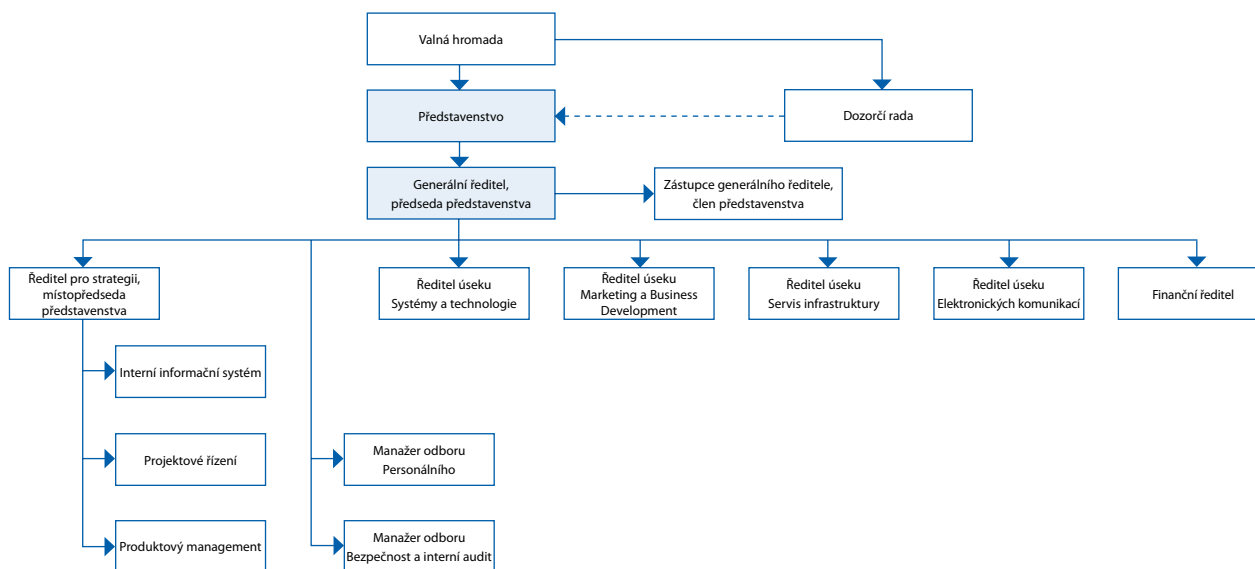 Valná hromada
Představenstvo
Dozorčí rada
Generální ředitel,
předseda představenstva
Zástupce generálního ředitele,
člen představenstva
Ředitel pro strategii,
místopředseda
představenstva
Ředitel úseku
Systémy a technologie
Ředitel úseku
Marketing a Business
Development
Ředitel úseku
Servis infrastruktury
Ředitel úseku
Elektronických komunikací
Finanční ředitel
Interní informační systém
Projektové řízení
Manažer odboru
Personálního
Produktový management
Manažer odboru
Bezpečnost a interní audit